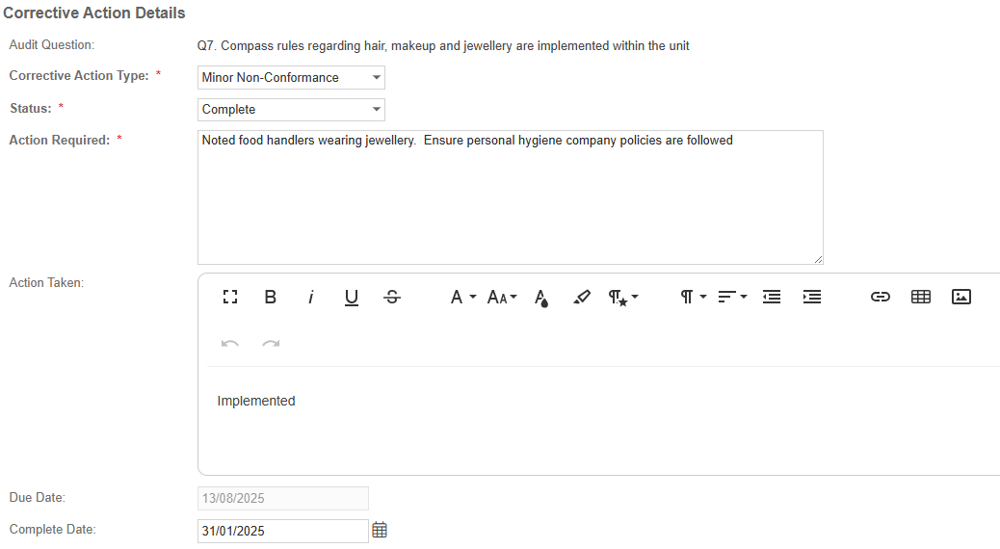 Corrective Action Details
Audit Question: Q7. Compass rules regarding hair, makeup and jewellery are implemented within the unit
Corrective Action Type: * Minor Non-Conformance
Status: * Complete
Action Required: * Noted food handlers wearing jewellery.  Ensure personal hygiene company policies are followed
Action Taken:
Implemented
Due Date: 13/08/2025
Complete Date: 31/01/2025